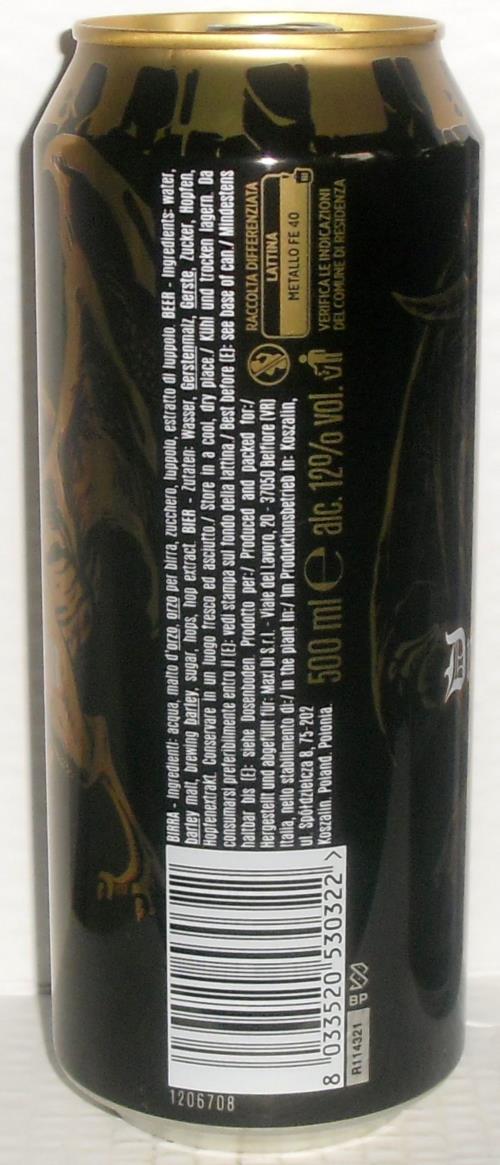 BIRRA - Ingredienti: acqua, malto d'orzo, orzo per birra, zucchero, luppolo, estratto di luppolo. BEER - Ingredients: water,
barley malt, brewing barley, sugar, hops, hop extract. BIER - Zutaten: Wasser, Gerstenmalz, Gerste, Zucker, Hopfen,
Hopfenextrakt. Conservare in un luogo fresco ed asciutto./ Store in a cool, dry place./ Kühl und trocken lagern. Da
consumarsi preferibilmente entro il (E): vedi stampa sul fondo della lattina./ Best before (E): see base of can./ Mindestens
haltbar bis (E): siehe Dosenboden. Prodotto per:/ Produced and packed for:/
Hergestellt und abgefüllt für: Maxi Di S.r.l. - Viale del Lavoro, 20 - 37050 Belfiore (VR)
Italia, nello stabilimento di:/ in the plant in:/ im Produktionsbetrieb in: Koszalin,
ul. Spółdzielcza 8, 75-202
Koszalin. Poland. Polonia.
500 ml e alc. 12% vol.
RACCOLTA DIFFERENZIATA
LATTINA
METALLO FE 40
VERIFICA LE INDICAZIONI
DEL COMUNE DI RESIDENZA
8 033520 530322 >
R114321
BP
1206708